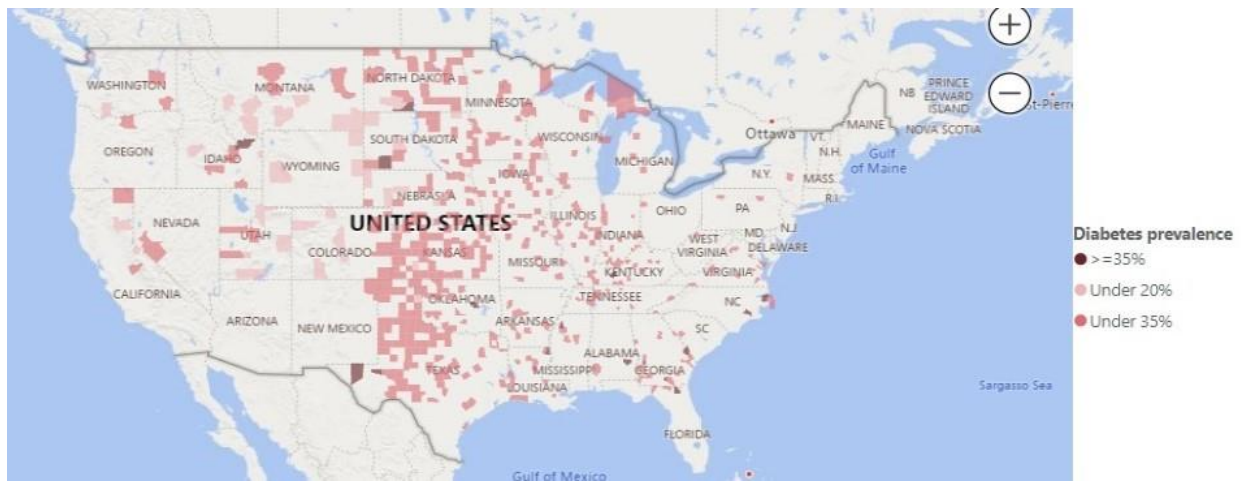 +
−
WASHINGTON
MONTANA
NORTH DAKOTA
MINNESOTA
OREGON
IDAHO
WYOMING
SOUTH DAKOTA
WISCONSIN
MICHIGAN
Ottawa
VT.
MAINE
NB
PRINCE
EDWARD
ISLAND
St-Pierre
NOVA SCOTIA
N.H.
Gulf
of Maine
N.Y.
MASS.
R.I.
NEVADA
UTAH
NEBRASKA
IOWA
UNITED STATES
COLORADO
KANSAS
ILLINOIS
INDIANA
OHIO
PA
N.J.
MD.
DELAWARE
WEST
VIRGINIA
MISSOURI
KENTUCKY
VIRGINIA
CALIFORNIA
ARIZONA
NEW MEXICO
OKLAHOMA
ARKANSAS
TENNESSEE
NC
SC
TEXAS
LOUISIANA
MISSISSIPP
ALABAMA
GEORGIA
FLORIDA
Sargasso Sea
Gulf of Mexico
Diabetes prevalence
>=35%
Under 20%
Under 35%